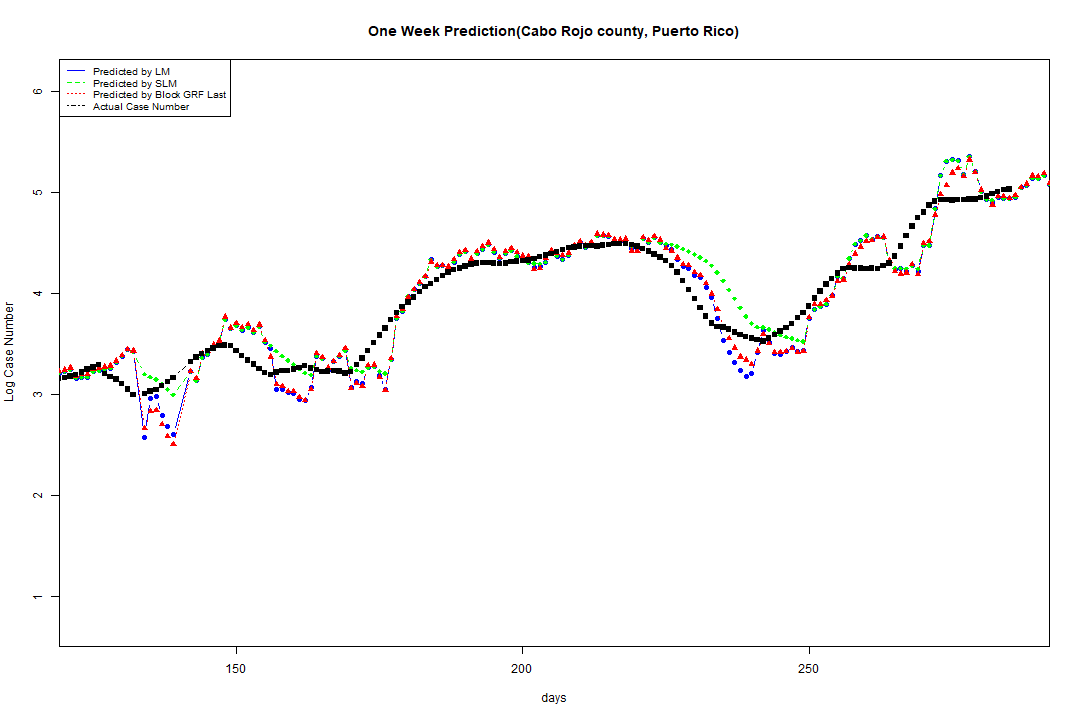 One Week Prediction(Cabo Rojo county, Puerto Rico)
Predicted by LM
Predicted by SLM
Predicted by Block GRF Last
Actual Case Number
6
5
4
3
2
1
Log Case Number
150
200
250
days